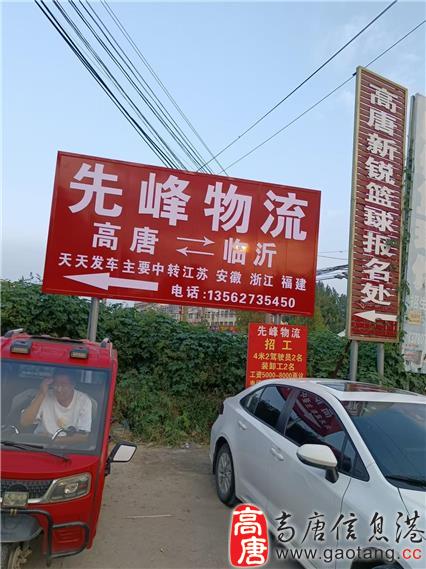 先峰物流
高唐 临沂
天天发车主要中转江苏 安徽 浙江 福建
电话:13562735450
高唐新锐篮球报名处
先峰物流
招工
4米2驾驶员2名
装卸工2名
工资5000-8000面议
高唐
高唐信息港
www.gaotang.cc